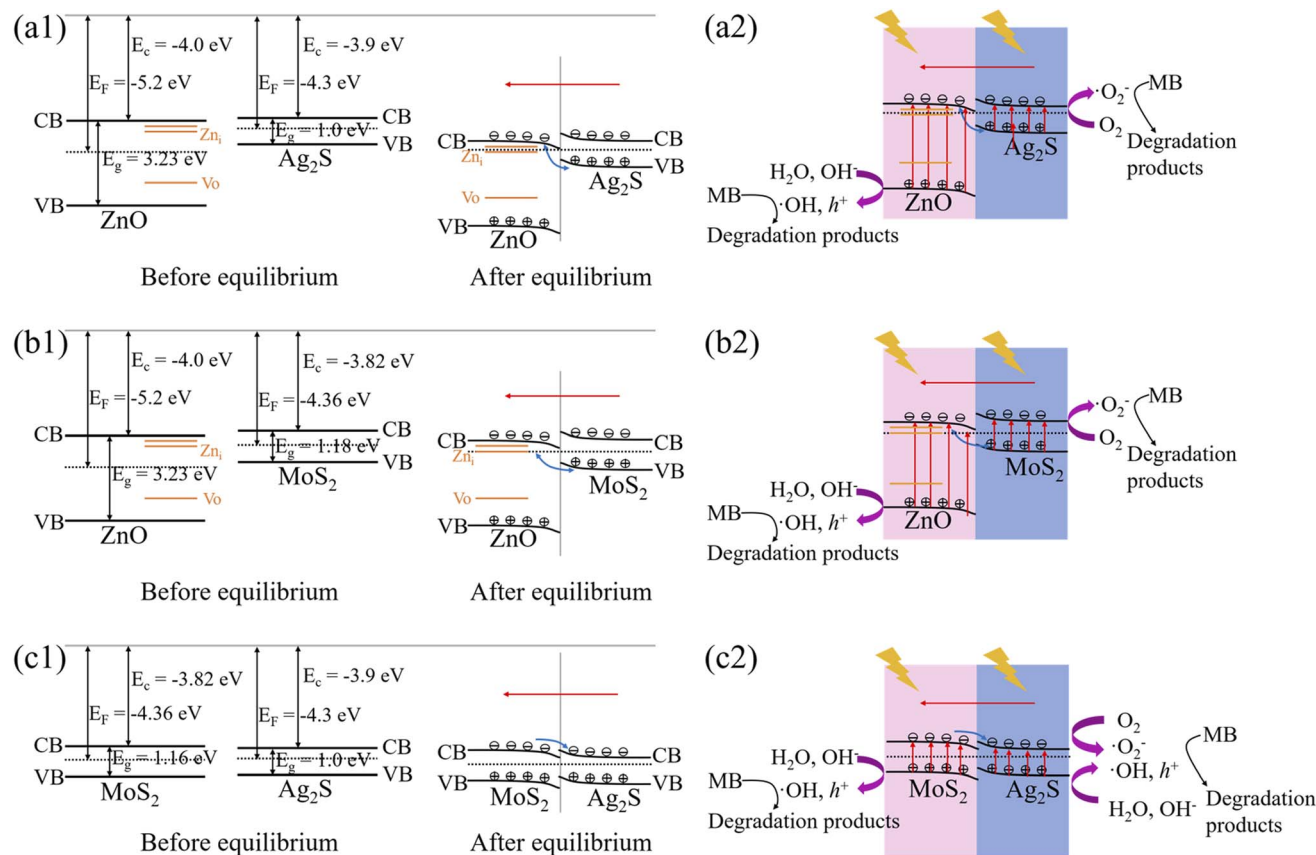 (a1)
E_c = -4.0 eV
E_F = -5.2 eV
CB
Zn_i
E_g = 3.23eV
Vo
VB
ZnO
E_c = -3.9 eV
E_F = -4.3 eV
CB
E_g = 1.0 eV
VB
Ag₂S
Before equilibrium
CB
Zn_i
Vo
VB
ZnO
VB
Ag₂S
After equilibrium
(a2)
H₂O, OH⁻
MB
·OH, h⁺
Degradation products
ZnO
Ag₂S
·O₂⁻
MB
O₂
Degradation
products
(b1)
E_c = -4.0 eV
E_F = -5.2 eV
CB
Zn_i
E_g = 3.23eV
Vo
VB
ZnO
E_c = -3.82 eV
E_F = -4.36 eV
CB
E_g = 1.18 eV
VB
MoS₂
Before equilibrium
CB
Zn_i
Vo
VB
ZnO
CB
VB
MoS₂
After equilibrium
(b2)
H₂O, OH⁻
MB
·OH, h⁺
Degradation products
ZnO
MoS₂
·O₂⁻
MB
O₂
Degradation
products
(c1)
E_c = -3.82 eV
E_F = -4.36 eV
CB
E_g = 1.16 eV
VB
MoS₂
E_c = -3.9 eV
E_F = -4.3 eV
CB
E_g = 1.0 eV
VB
Ag₂S
Before equilibrium
CB
VB
MoS₂
CB
VB
Ag₂S
After equilibrium
(c2)
H₂O, OH⁻
MB
·OH, h⁺
Degradation products
MoS₂
Ag₂S
O₂
·O₂⁻
MB
·OH, h⁺
H₂O, OH⁻
Degradation
products